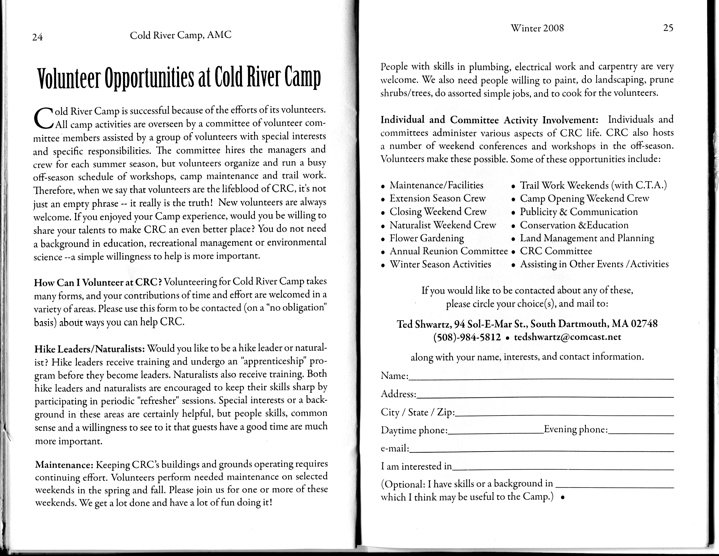 24
Cold River Camp, AMC
Volunteer Opportunities at Cold River Camp
Cold River Camp is successful because of the efforts of its volunteers.
All camp activities are overseen by a committee of volunteer com-
mittee members assisted by a group of volunteers with special interests
and specific responsibilities. The committee hires the managers and
crew for each summer season, but volunteers organize and run a busy
off-season schedule of workshops, camp maintenance and trail work.
Therefore, when we say that volunteers are the lifeblood of CRC, it's not
just an empty phrase -- it really is the truth! New volunteers are always
welcome. If you enjoyed your Camp experience, would you be willing to
share your talents to make CRC an even better place? You do not need
a background in education, recreational management or environmental
science --a simple willingness to help is more important.
How Can I Volunteer at CRC? Volunteering for Cold River Camp takes
many forms, and your contributions of time and effort are welcomed in a
variety of areas. Please use this form to be contacted (on a "no obligation"
basis) about ways you can help CRC.
Hike Leaders/Naturalists: Would you like to be a hike leader or natural-
ist? Hike leaders receive training and undergo an "apprenticeship" pro-
gram before they become leaders. Naturalists also receive training. Both
hike leaders and naturalists are encouraged to keep their skills sharp by
participating in periodic "refresher" sessions. Special interests or a back-
ground in these areas are certainly helpful, but people skills, common
sense and a willingness to see to it that guests have a good time are much
more important.
Maintenance: Keeping CRC's buildings and grounds operating requires
continuing effort. Volunteers perform needed maintenance on selected
weekends in the spring and fall. Please join us for one or more of these
weekends. We get a lot done and have a lot of fun doing it!
Winter 2008
25
People with skills in plumbing, electrical work and carpentry are very
welcome. We also need people willing to paint, do landscaping, prune
shrubs/trees, do assorted simple jobs, and to cook for the volunteers.
Individual and Committee Activity Involvement: Individuals and
committees administer various aspects of CRC life. CRC also hosts
a number of weekend conferences and workshops in the off-season.
Volunteers make these possible. Some of these opportunities include:
• Maintenance/Facilities • Trail Work Weekends (with C.T.A.)
• Extension Season Crew • Camp Opening Weekend Crew
• Closing Weekend Crew • Publicity & Communication
• Naturalist Weekend Crew • Conservation &Education
• Flower Gardening • Land Management and Planning
• Annual Reunion Committee • CRC Committee
• Winter Season Activities • Assisting in Other Events /Activities
If you would like to be contacted about any of these,
please circle your choice(s), and mail to:
Ted Shwartz, 94 Sol-E-Mar St., South Dartmouth, MA 02748
(508)-984-5812 • tedshwartz@comcast.net
along with your name, interests, and contact information.
Name:
Address:
City / State / Zip:
Daytime phone: Evening phone:
e-mail:
I am interested in
(Optional: I have skills or a background in
which I think may be useful to the Camp.) •